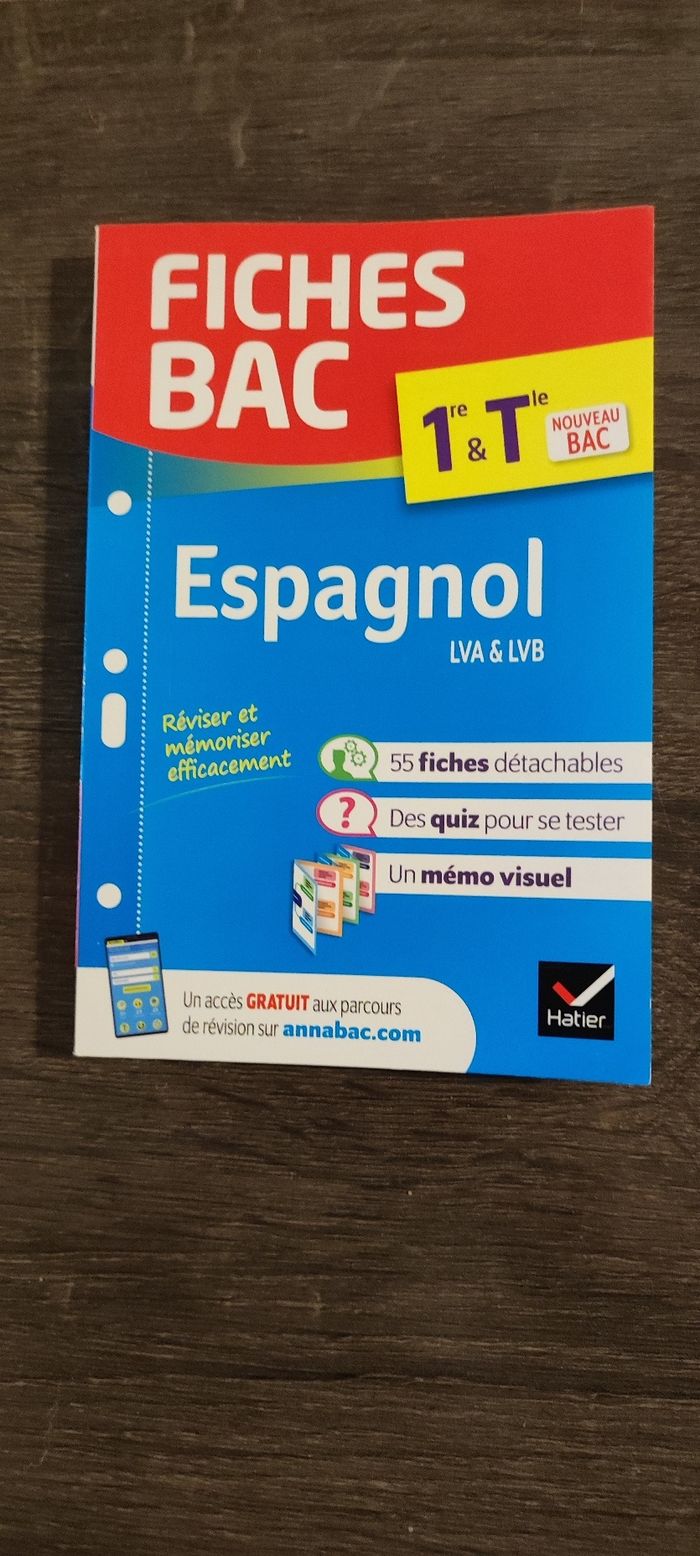 FICHES
BAC
1re & Tle
NOUVEAU
BAC
Espagnol
LVA & LVB
Réviser et
mémoriser
efficacement
55 fiches détachables
?
Des quiz pour se tester
Un mémo visuel
Un accès GRATUIT aux parcours
de révision sur annabac.com
Hatier